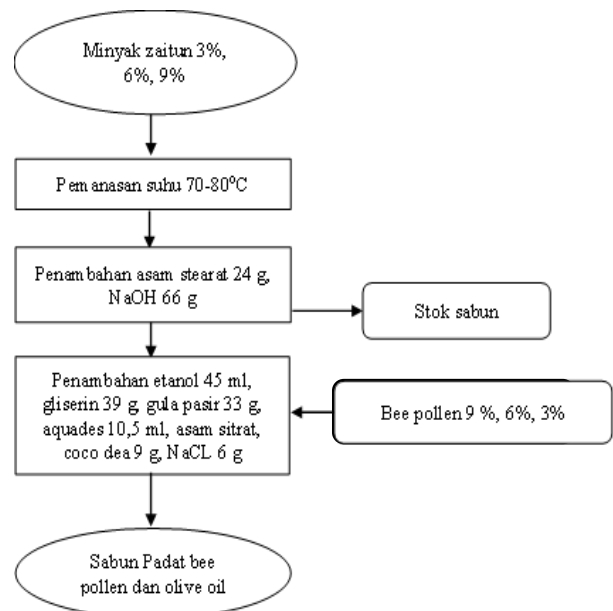 Minyak zaitun 3%,
6%, 9%
Pemanasan suhu 70-80⁰C
Penambahan asam stearat 24 g,
NaOH 66 g
Stok sabun
Penambahan etanol 45 ml,
gliserin 39 g, gula pasir 33 g,
aquades 10,5 ml, asam sitrat,
coco dea 9 g, NaCL 6 g
Bee pollen 9 %, 6%, 3%
Sabun Padat bee
pollen dan olive oil